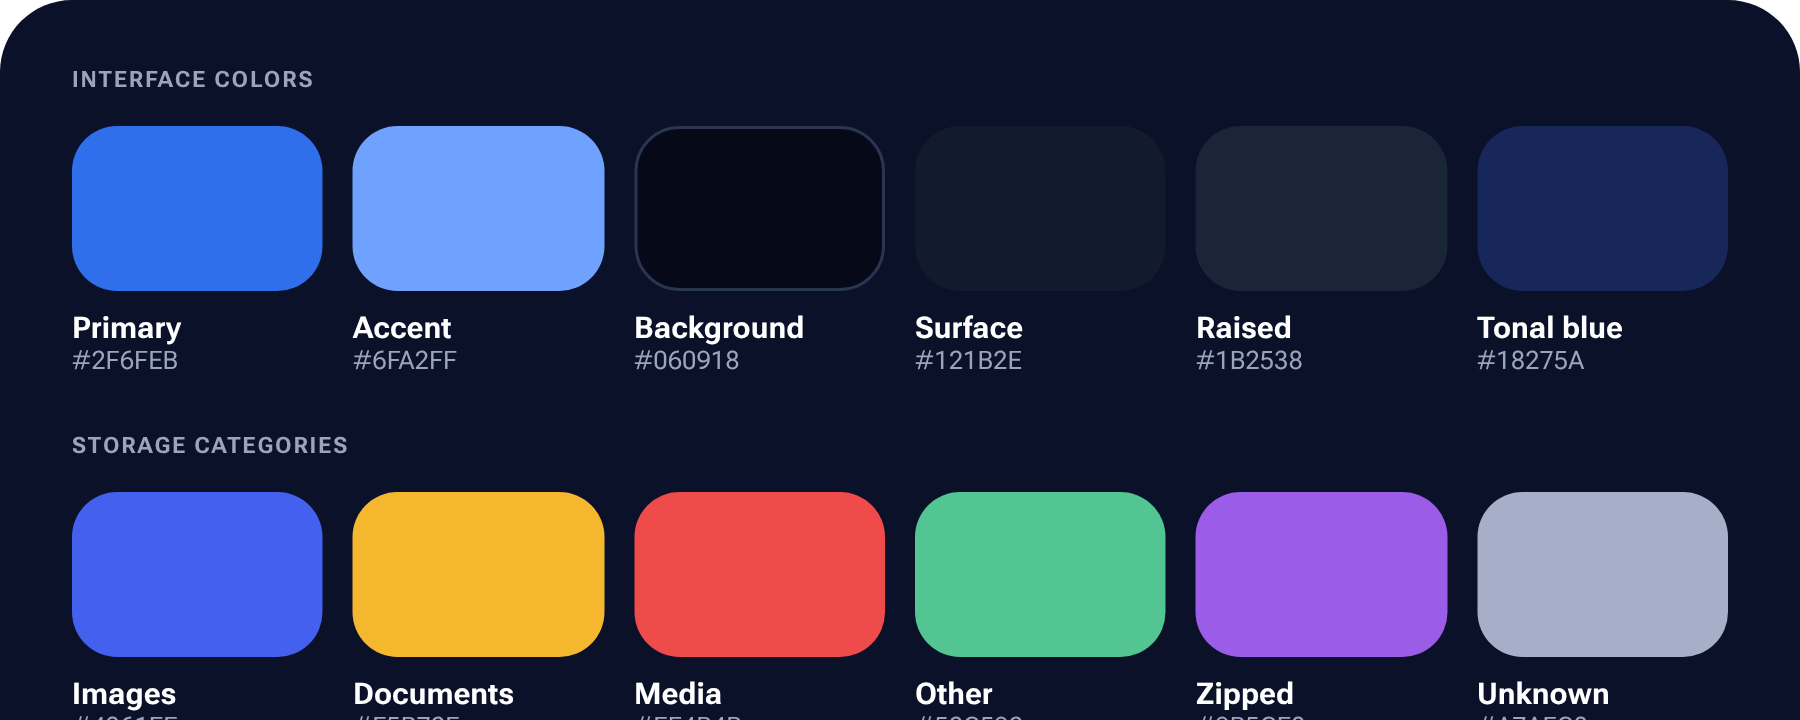 INTERFACE COLORS
Primary Accent Background Surface Raised Tonal blue
#2F6FEB #6FA2FF #060918 #121B2E #1B2538 #18275A
STORAGE CATEGORIES
Images Documents Media Other Zipped Unknown